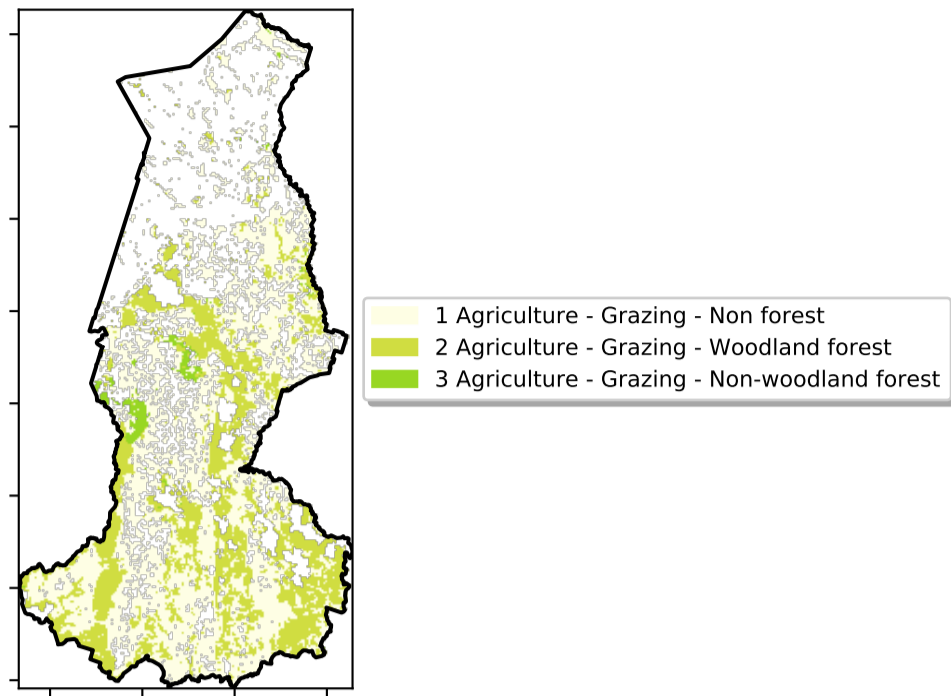 1 Agriculture - Grazing - Non forest
2 Agriculture - Grazing - Woodland forest
3 Agriculture - Grazing - Non-woodland forest